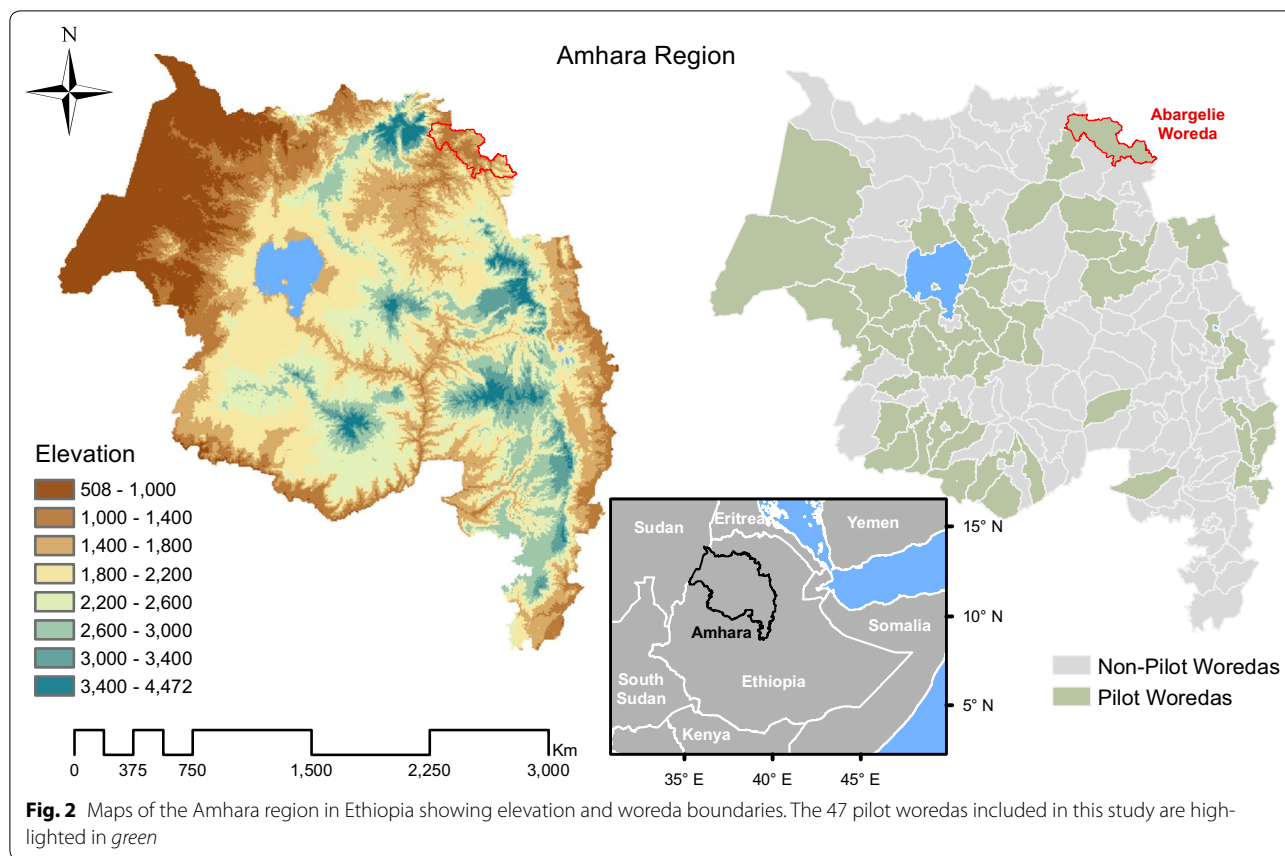 N
Amhara Region
Abargelie
Woreda
Elevation
508 - 1,000
1,000 - 1,400
1,400 - 1,800
1,800 - 2,200
2,200 - 2,600
2,600 - 3,000
3,000 - 3,400
3,400 - 4,472
Km
0 375 750 1,500 2,250 3,000
Sudan
Eritrea
Yemen
15° N
10° N
Amhara
Somalia
South
Sudan
Ethiopia
5° N
Kenya
35° E 40° E 45° E
Non-Pilot Woredas
Pilot Woredas
Fig. 2 Maps of the Amhara region in Ethiopia showing elevation and woreda boundaries. The 47 pilot woredas included in this study are high-
lighted in green